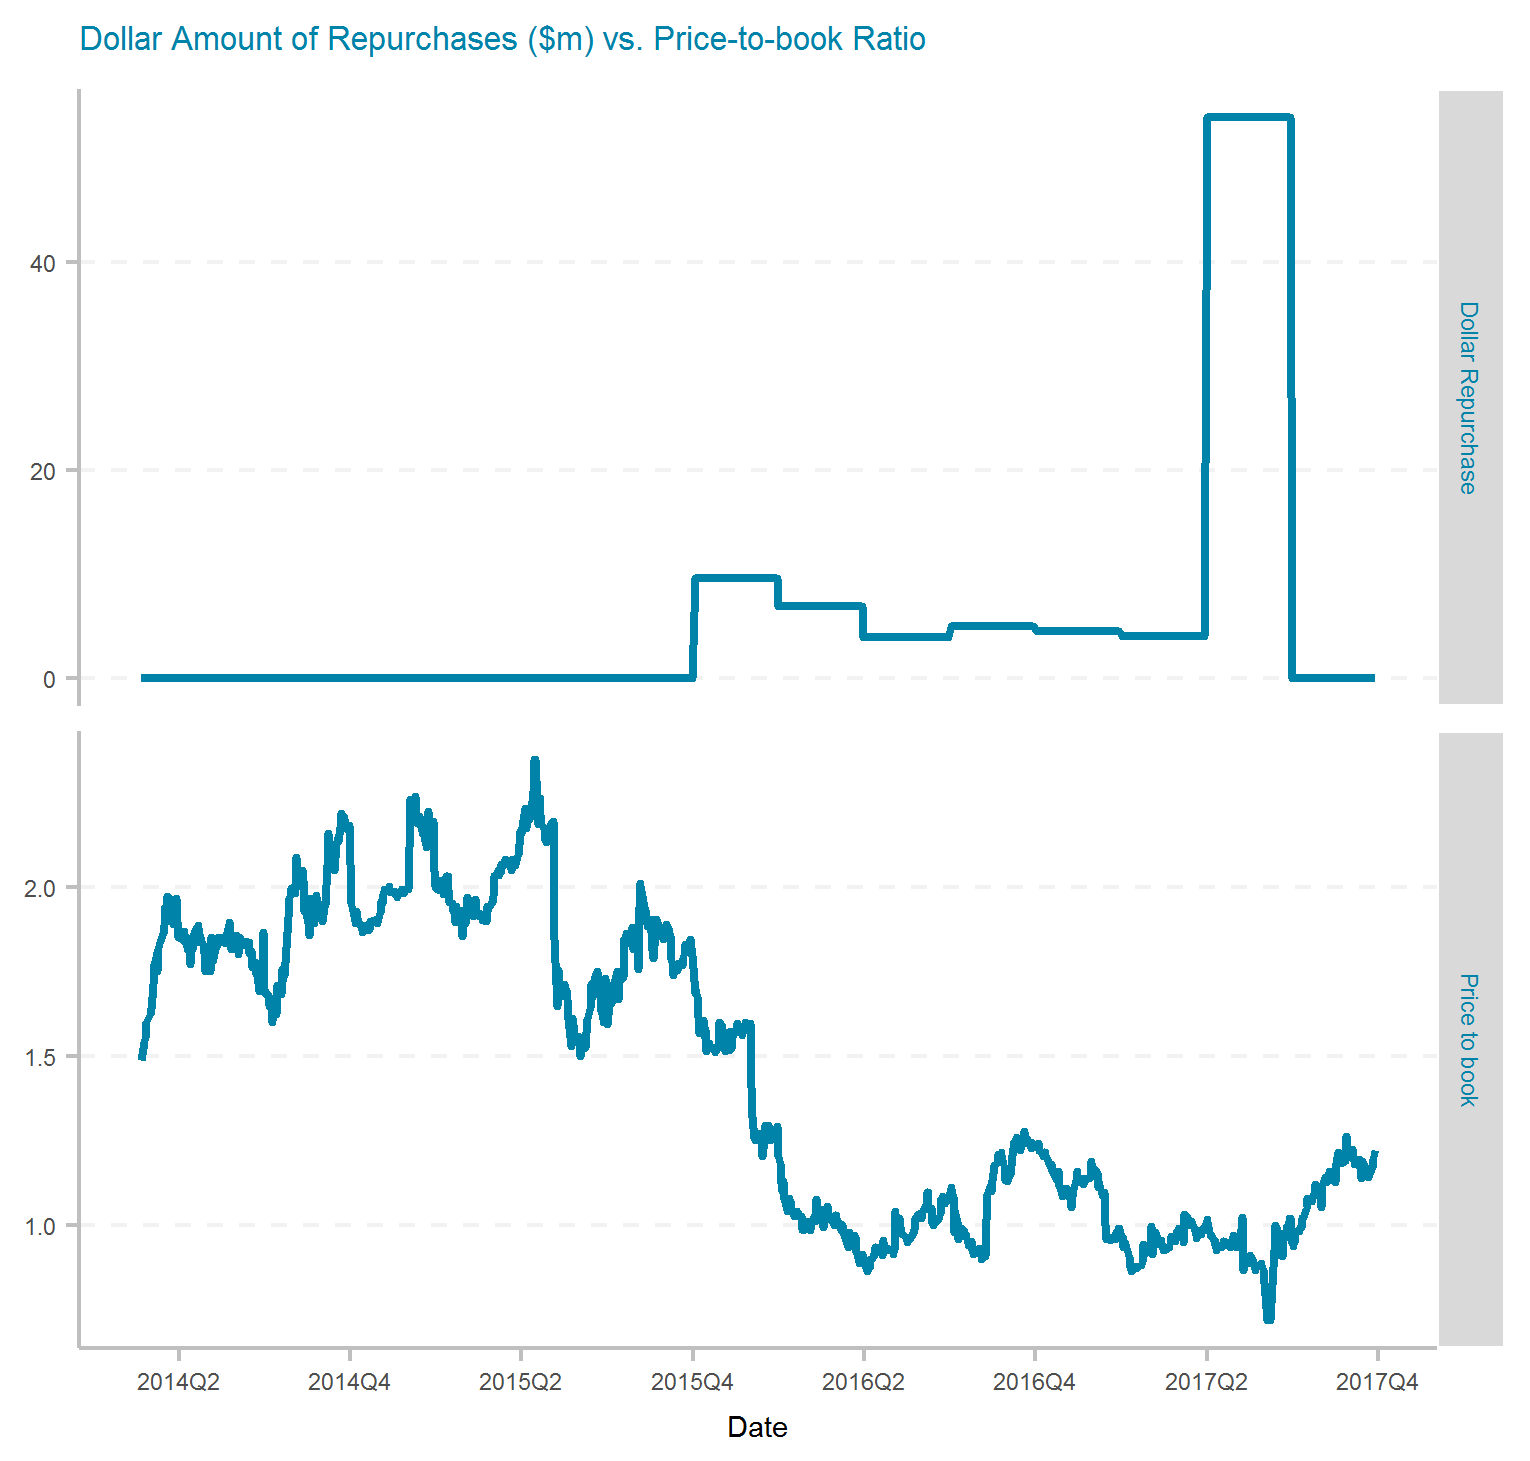 Dollar Amount of Repurchases ($m) vs. Price-to-book Ratio
40
20
0
Dollar Repurchase
2.0
1.5
1.0
Price to book
2014Q2 2014Q4 2015Q2 2015Q4 2016Q2 2016Q4 2017Q2 2017Q4
Date